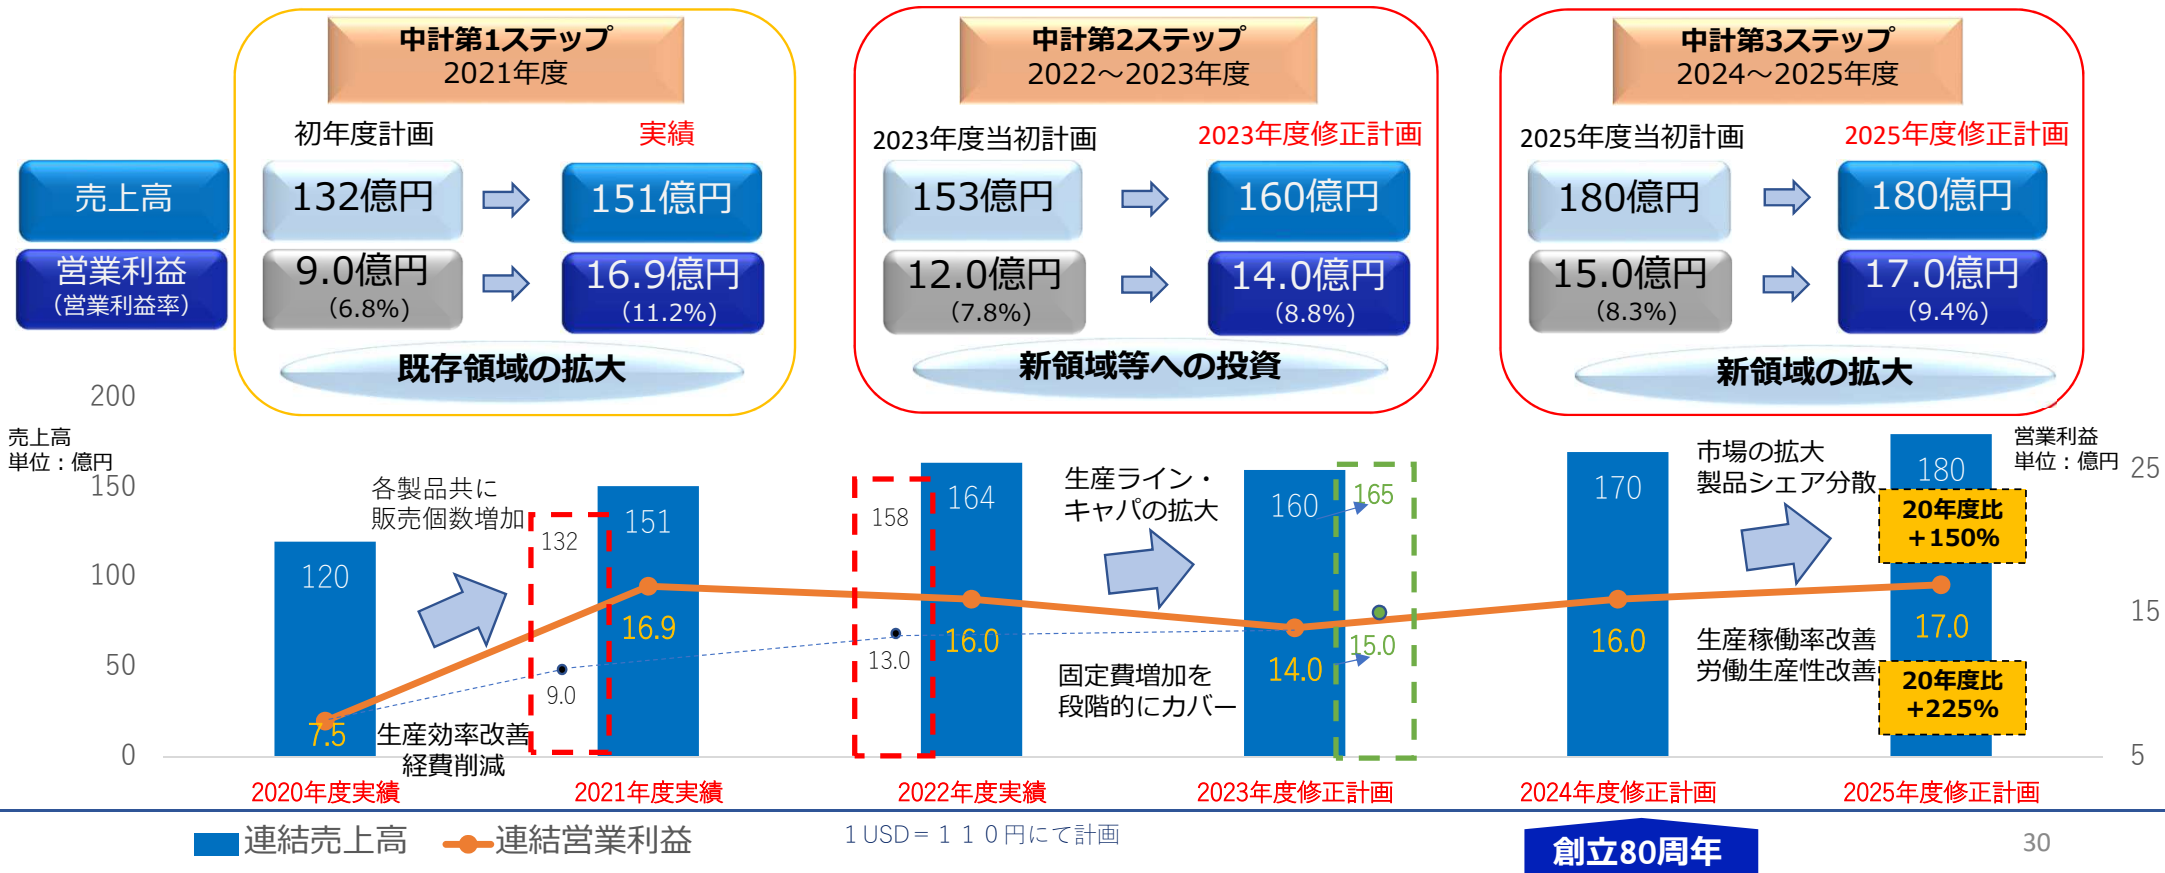 中計第1ステップ
2021年度
初年度計画
実績
売上高
132億円
151億円
営業利益
（営業利益率）
9.0億円
(6.8%)
16.9億円
(11.2%)
既存領域の拡大
中計第2ステップ
2022～2023年度
2023年度当初計画
2023年度修正計画
153億円
160億円
12.0億円
(7.8%)
14.0億円
(8.8%)
新領域等への投資
中計第3ステップ
2024～2025年度
2025年度当初計画
2025年度修正計画
180億円
180億円
15.0億円
(8.3%)
17.0億円
(9.4%)
新領域の拡大
売上高
単位：億円
200
150
100
50
0
営業利益
単位：億円
25
15
5
120
7.5
各製品共に
販売個数増加
生産効率改善
経費削減
132
9.0
151
16.9
158
13.0
164
16.0
生産ライン・
キャパの拡大
固定費増加を
段階的にカバー
160
14.0
165
15.0
170
16.0
市場の拡大
製品シェア分散
生産稼働率改善
労働生産性改善
180
20年度比
＋150%
17.0
20年度比
+225%
2020年度実績
2021年度実績
2022年度実績
2023年度修正計画
2024年度修正計画
2025年度修正計画
連結売上高
連結営業利益
１USD＝１１０円にて計画
創立80周年
30